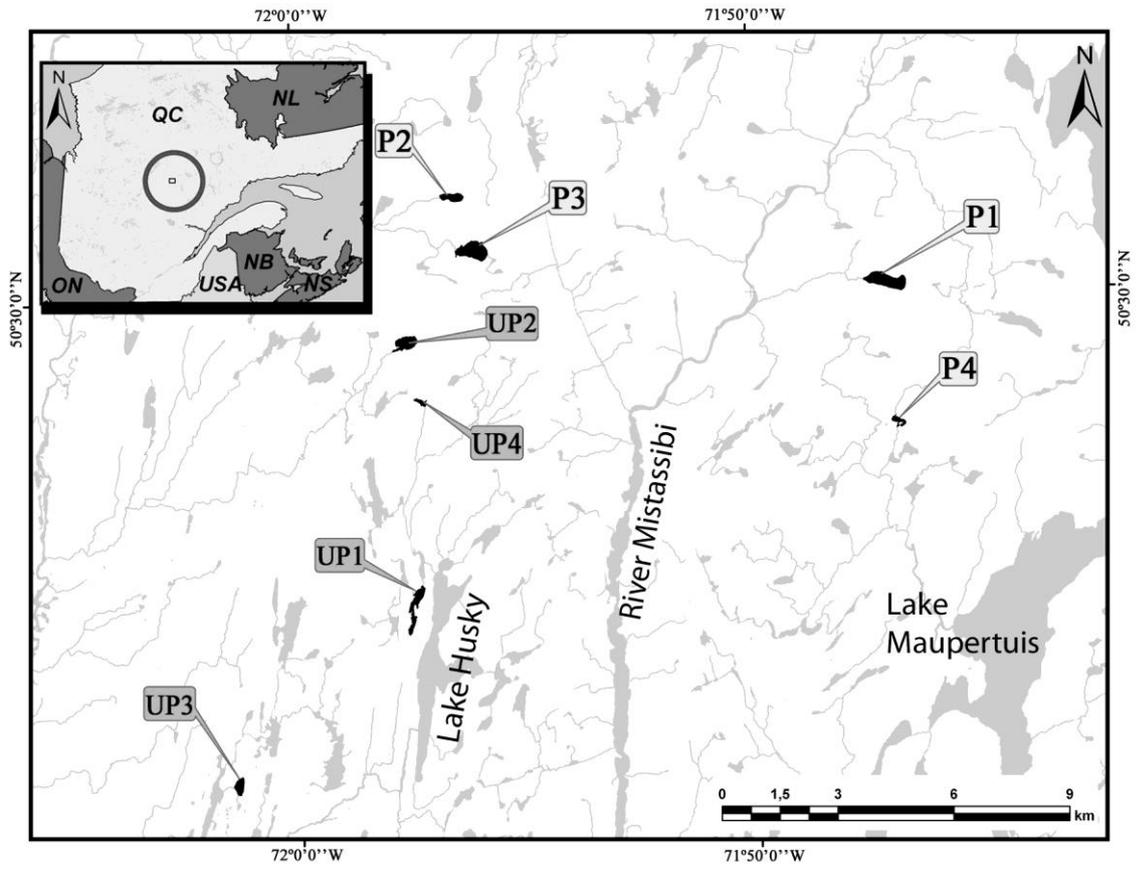 72°0'0''W
71°50'0''W
N
QC
NL
N
P2
P3
P1
ON
NB
USA
NS
50°30'0''N
50°30'0''N
UP2
P4
UP4
UP1
River Mistassibi
Lake Husky
Lake
Maupertuis
UP3
0 1,5 3 6 9
km
72°0'0''W
71°50'0''W